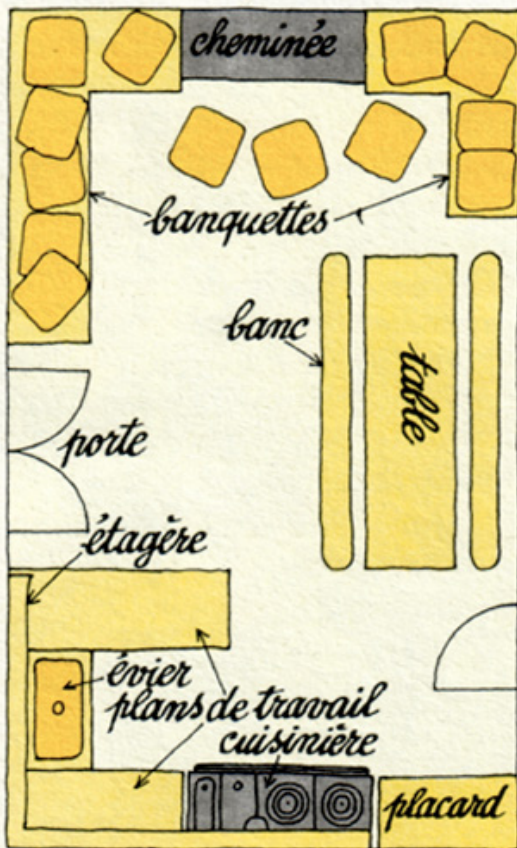 cheminée
banquettes
banc
table
porte
étagère
évier
plans de travail
cuisinière
placard